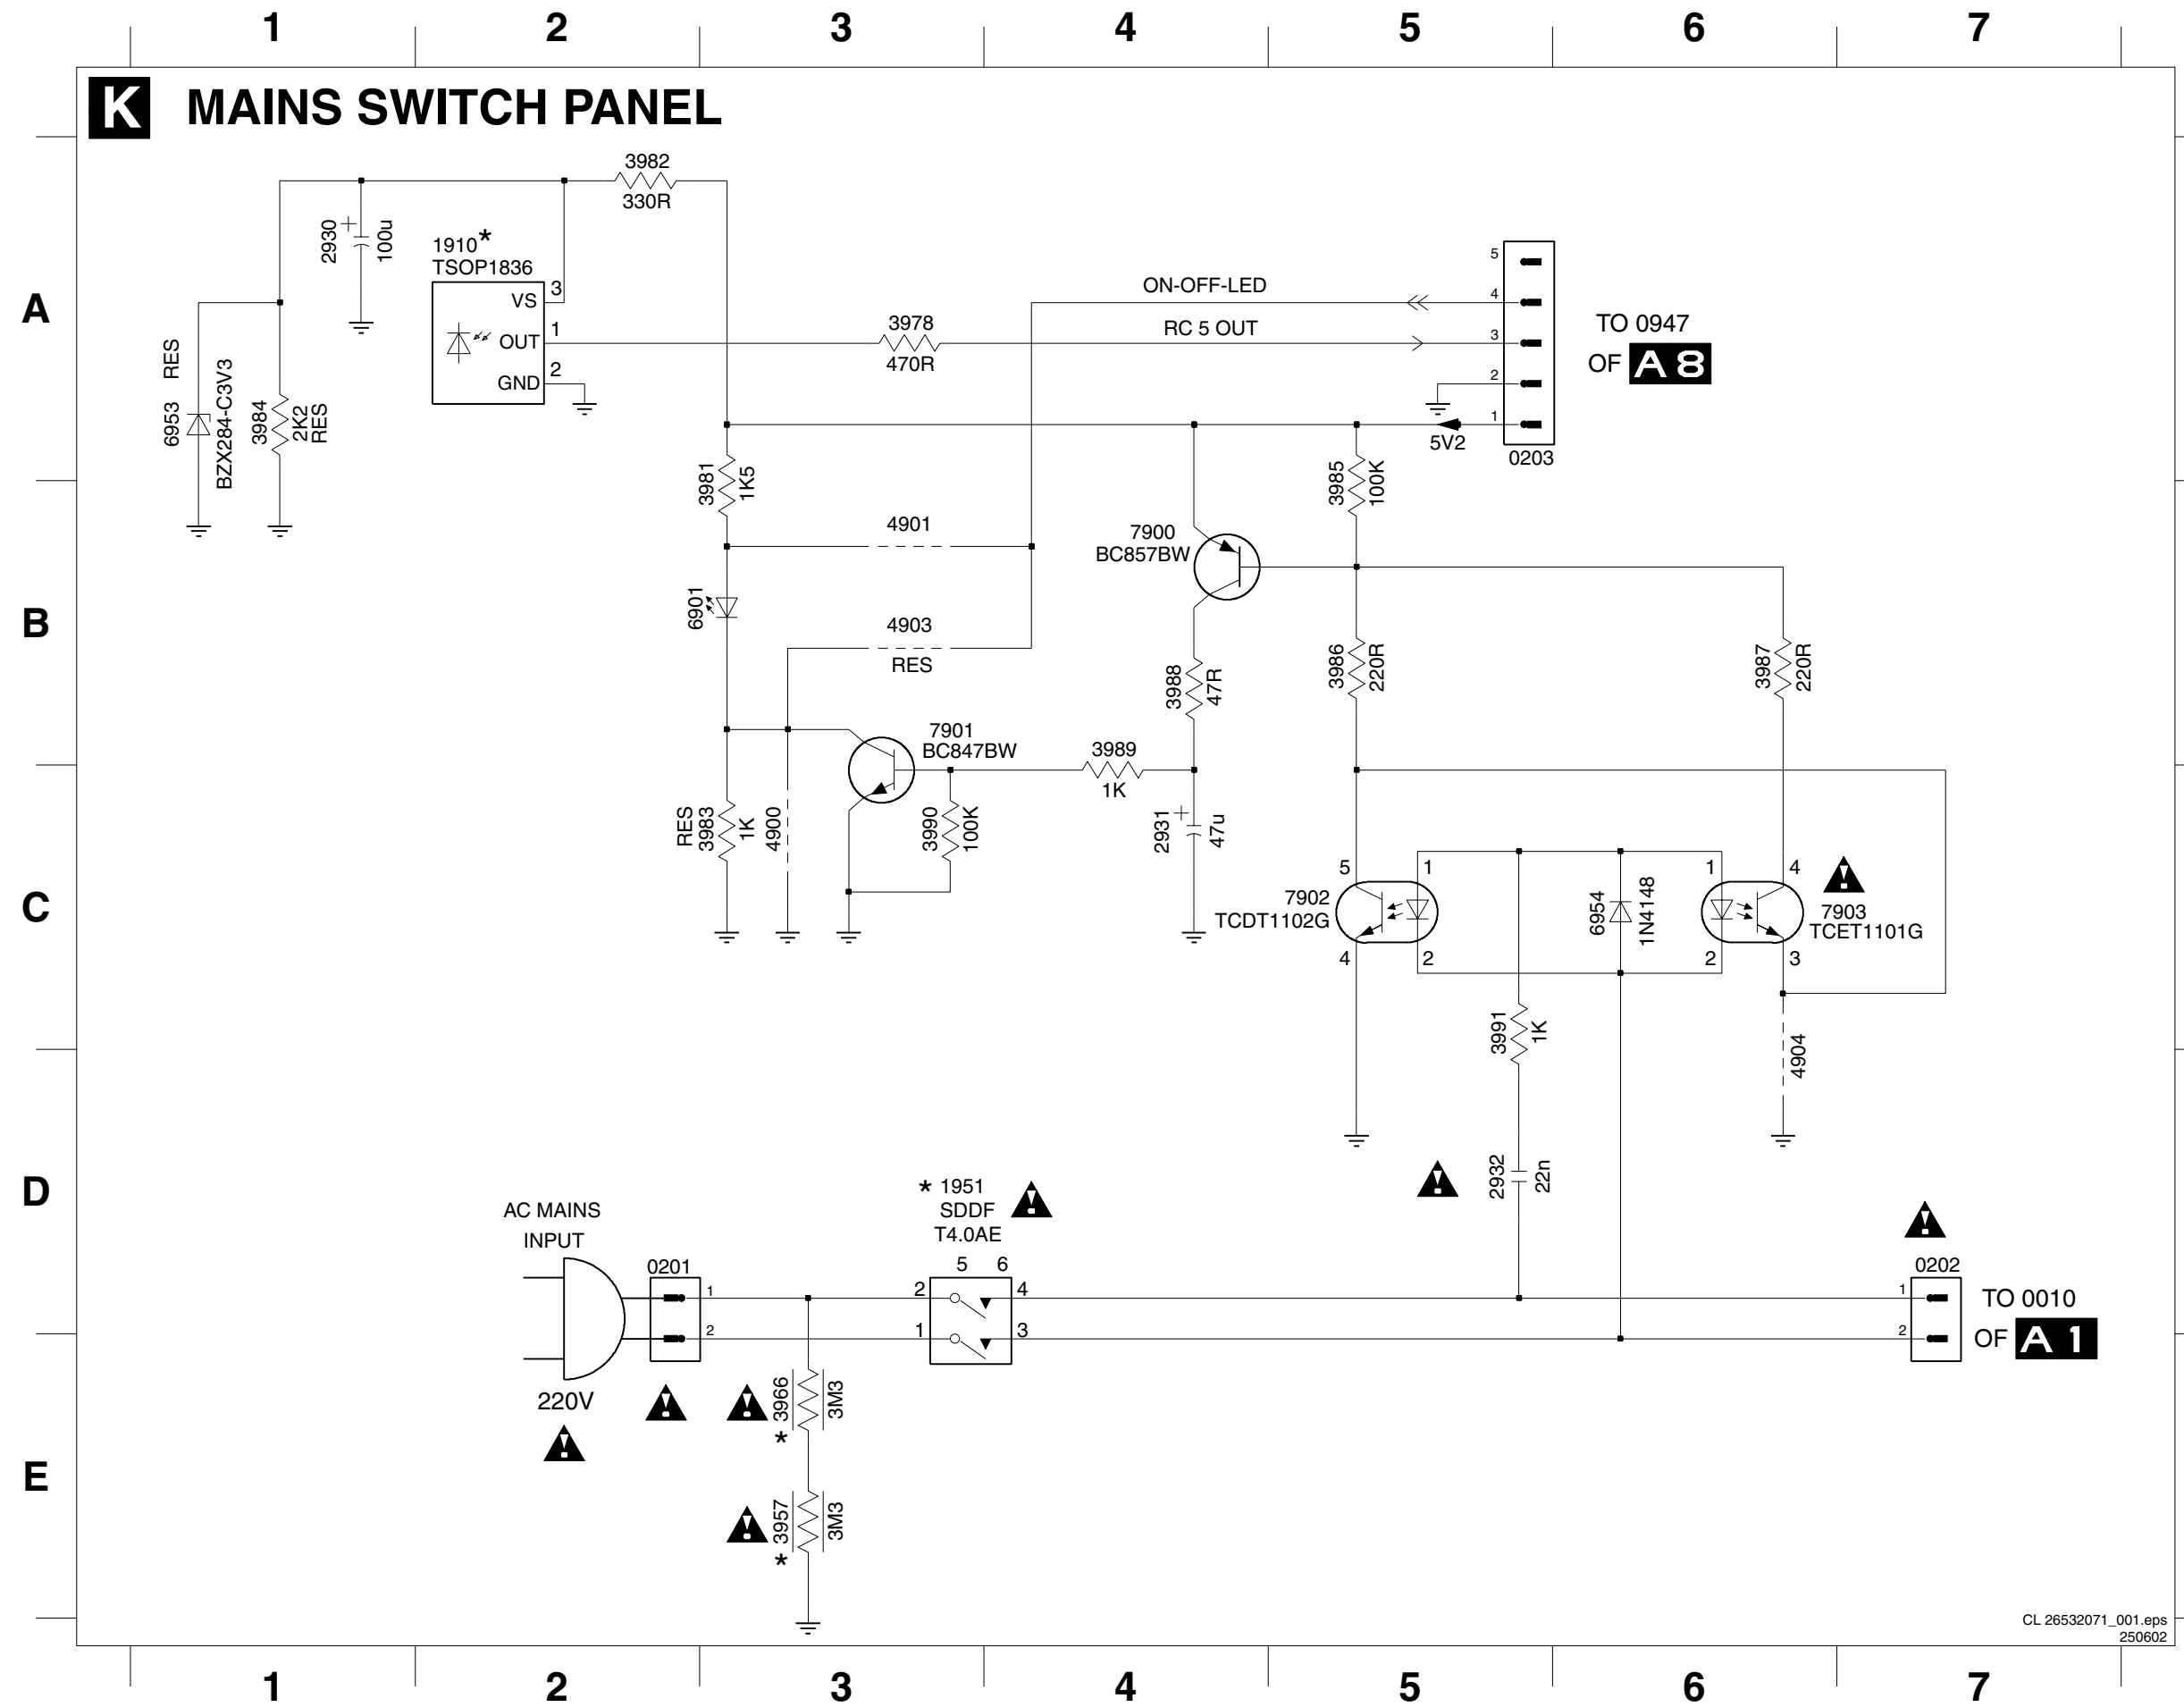 1 2 3 4 5 6 7
K MAINS SWITCH PANEL
A
B
C
D
E
3982
330R
2930
100u
1910*
TSOP1836
VS 3
OUT 1
GND 2
RES
6953
BZX284-C3V3
3984
2K2
RES
3978
470R
ON-OFF-LED
RC 5 OUT
5
4
3
2
1
5V2
0203
TO 0947
OF A8
3981
1K5
3985
100K
4901
7900
BC857BW
6901
4903
RES
3988
47R
3986
220R
3987
220R
7901
BC847BW
3989
1K
RES
3983
1K
4900
3990
100K
2931
47u
5 1
7902
TCDT1102G
4 2
6954
1N4148
1 4
7903
TCET1101G
2 3
3991
1K
4904
2932
22n
AC MAINS
INPUT
220V
0201
1
2
* 1951
SDDF
T4.0AE
5 6
2 4
1 3
0202
1
2
TO 0010
OF A1
* 3966
3M3
* 3957
3M3
CL 26532071_001.eps
250602
1 2 3 4 5 6 7